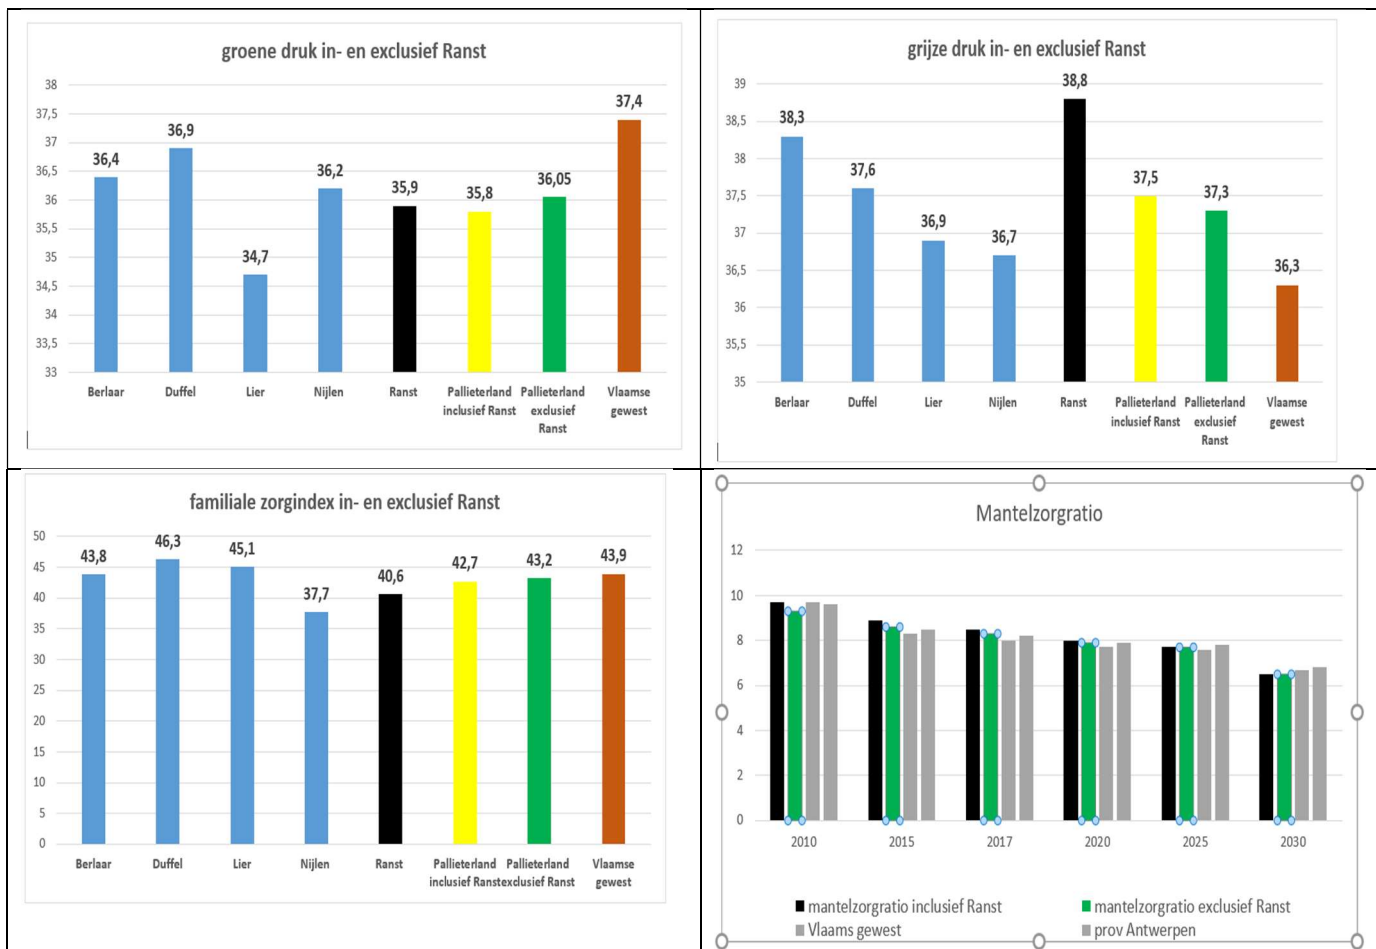 groene druk in- en exclusief Ranst
38
37,5
37
36,5
36
35,5
35
34,5
34
33,5
33
36,4
36,9
34,7
36,2
35,9
35,8
36,05
37,4
Berlaar
Duffel
Lier
Nijlen
Ranst
Pallieterland
inclusief Ranst
Pallieterland
exclusief
Ranst
Vlaamse
gewest
grijze druk in- en exclusief Ranst
39
38,5
38
37,5
37
36,5
36
35,5
35
38,3
37,6
36,9
36,7
38,8
37,5
37,3
36,3
Berlaar
Duffel
Lier
Nijlen
Ranst
Pallieterland
inclusief Ranst
Pallieterland
exclusief
Ranst
Vlaamse
gewest
familiale zorgindex in- en exclusief Ranst
50
45
40
35
30
25
20
15
10
5
0
43,8
46,3
45,1
37,7
40,6
42,7
43,2
43,9
Berlaar
Duffel
Lier
Nijlen
Ranst
Pallieterland
inclusief Ranst
Pallieterland
exclusief Ranst
Vlaamse
gewest
Mantelzorgratio
12
10
8
6
4
2
0
2010 2015 2017 2020 2025 2030
mantelzorgratio inclusief Ranst
mantelzorgratio exclusief Ranst
Vlaams gewest
prov Antwerpen